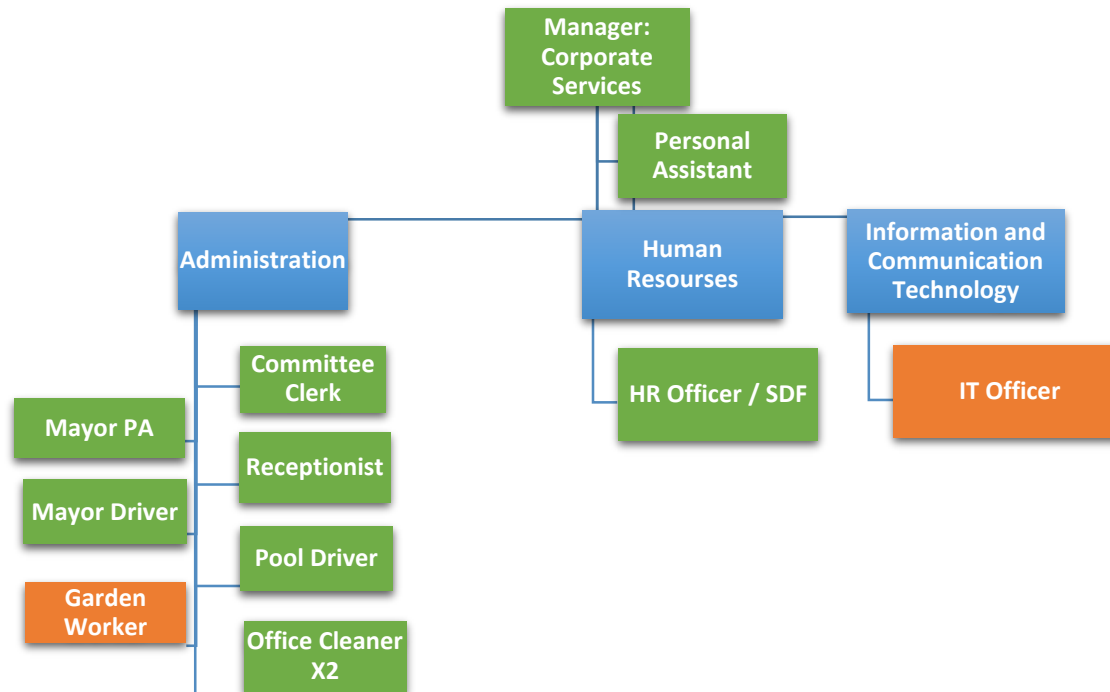 Manager:
Corporate
Services
Personal
Assistant
Administration
Human
Resourses
Information and
Communication
Technology
Committee
Clerk
HR Officer / SDF
IT Officer
Mayor PA
Receptionist
Mayor Driver
Pool Driver
Garden
Worker
Office Cleaner
X2